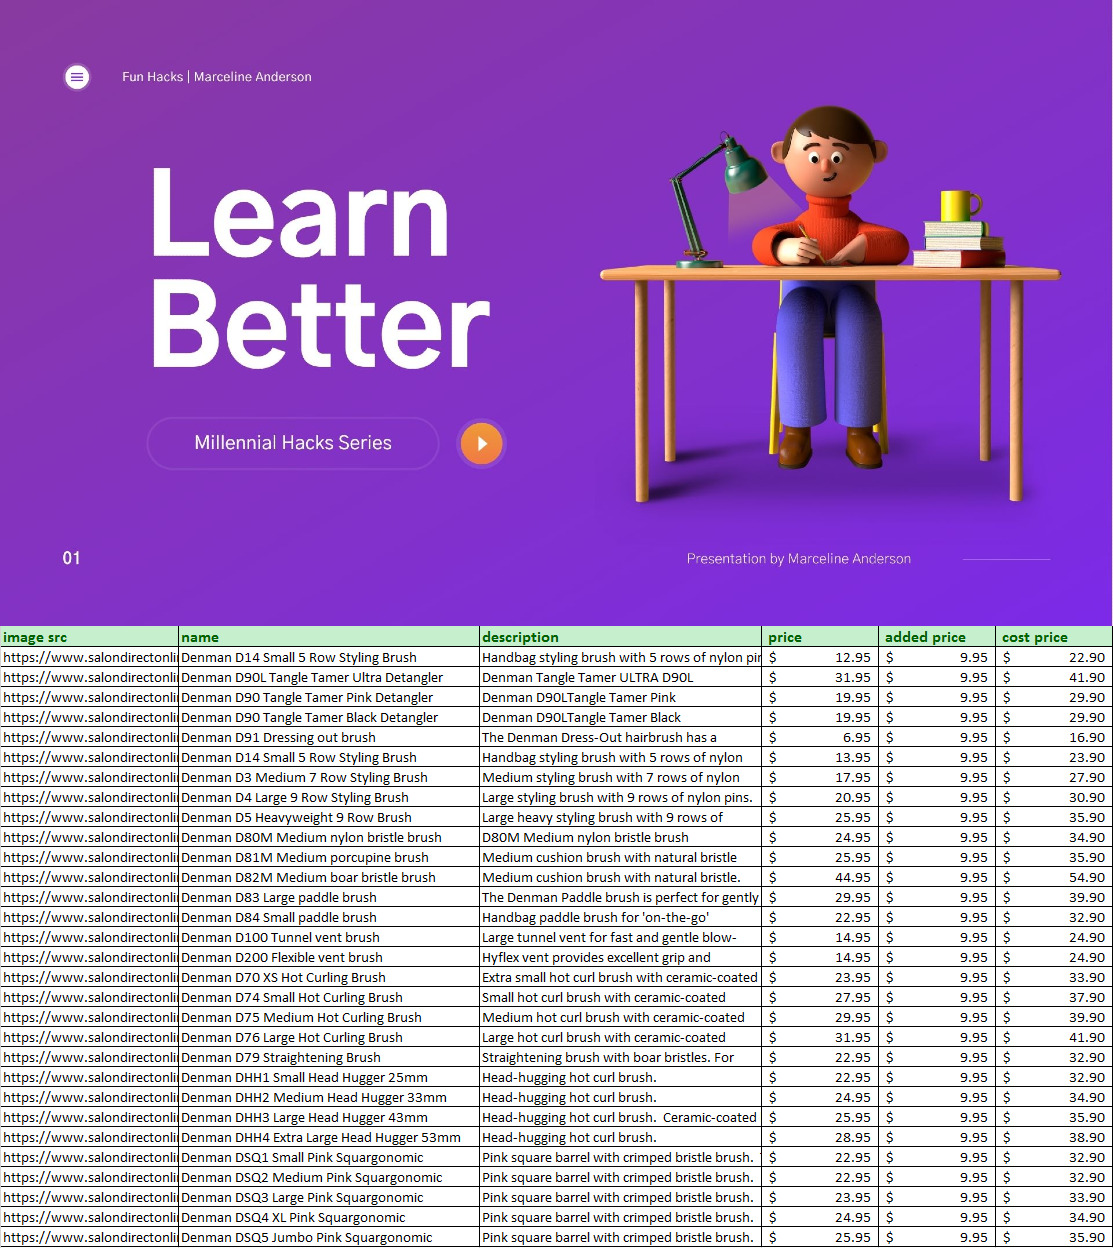 Fun Hacks | Marceline Anderson
Learn
Better
Millennial Hacks Series
01
Presentation by Marceline Anderson
image src name description price added price cost price
https://www.salondirectonli Denman D14 Small 5 Row Styling Brush Handbag styling brush with 5 rows of nylon pin $ 12.95 $ 9.95 $ 22.90
https://www.salondirectonli Denman D90L Tangle Tamer Ultra Detangler Denman Tangle Tamer ULTRA D90L $ 31.95 $ 9.95 $ 41.90
https://www.salondirectonli Denman D90 Tangle Tamer Pink Detangler Denman D90LTangle Tamer Pink $ 19.95 $ 9.95 $ 29.90
https://www.salondirectonli Denman D90 Tangle Tamer Black Detangler Denman D90LTangle Tamer Black $ 19.95 $ 9.95 $ 29.90
https://www.salondirectonli Denman D91 Dressing out brush The Denman Dress-Out hairbrush has a $ 6.95 $ 9.95 $ 16.90
https://www.salondirectonli Denman D14 Small 5 Row Styling Brush Handbag styling brush with 5 rows of nylon $ 13.95 $ 9.95 $ 23.90
https://www.salondirectonli Denman D3 Medium 7 Row Styling Brush Medium styling brush with 7 rows of nylon $ 17.95 $ 9.95 $ 27.90
https://www.salondirectonli Denman D4 Large 9 Row Styling Brush Large styling brush with 9 rows of nylon pins. $ 20.95 $ 9.95 $ 30.90
https://www.salondirectonli Denman D5 Heavyweight 9 Row Brush Large heavy styling brush with 9 rows of $ 25.95 $ 9.95 $ 35.90
https://www.salondirectonli Denman D80M Medium nylon bristle brush D80M Medium nylon bristle brush $ 24.95 $ 9.95 $ 34.90
https://www.salondirectonli Denman D81M Medium porcupine brush Medium cushion brush with natural bristle $ 25.95 $ 9.95 $ 35.90
https://www.salondirectonli Denman D82M Medium boar bristle brush Medium cushion brush with natural bristle. $ 44.95 $ 9.95 $ 54.90
https://www.salondirectonli Denman D83 Large paddle brush The Denman Paddle brush is perfect for gently $ 29.95 $ 9.95 $ 39.90
https://www.salondirectonli Denman D84 Small paddle brush Handbag paddle brush for 'on-the-go' $ 22.95 $ 9.95 $ 32.90
https://www.salondirectonli Denman D100 Tunnel vent brush Large tunnel vent for fast and gentle blow- $ 14.95 $ 9.95 $ 24.90
https://www.salondirectonli Denman D200 Flexible vent brush Hyflex vent provides excellent grip and $ 14.95 $ 9.95 $ 24.90
https://www.salondirectonli Denman D70 XS Hot Curling Brush Extra small hot curl brush with ceramic-coated $ 23.95 $ 9.95 $ 33.90
https://www.salondirectonli Denman D74 Small Hot Curling Brush Small hot curl brush with ceramic-coated $ 27.95 $ 9.95 $ 37.90
https://www.salondirectonli Denman D75 Medium Hot Curling Brush Medium hot curl brush with ceramic-coated $ 29.95 $ 9.95 $ 39.90
https://www.salondirectonli Denman D76 Large Hot Curling Brush Large hot curl brush with ceramic-coated $ 31.95 $ 9.95 $ 41.90
https://www.salondirectonli Denman D79 Straightening Brush Straightening brush with boar bristles. For $ 22.95 $ 9.95 $ 32.90
https://www.salondirectonli Denman DHH1 Small Head Hugger 25mm Head-hugging hot curl brush. $ 22.95 $ 9.95 $ 32.90
https://www.salondirectonli Denman DHH2 Medium Head Hugger 33mm Head-hugging hot curl brush. $ 24.95 $ 9.95 $ 34.90
https://www.salondirectonli Denman DHH3 Large Head Hugger 43mm Head-hugging hot curl brush.  Ceramic-coated $ 25.95 $ 9.95 $ 35.90
https://www.salondirectonli Denman DHH4 Extra Large Head Hugger 53mm Head-hugging hot curl brush. $ 28.95 $ 9.95 $ 38.90
https://www.salondirectonli Denman DSQ1 Small Pink Squargonomic Pink square barrel with crimped bristle brush. $ 22.95 $ 9.95 $ 32.90
https://www.salondirectonli Denman DSQ2 Medium Pink Squargonomic Pink square barrel with crimped bristle brush. $ 22.95 $ 9.95 $ 32.90
https://www.salondirectonli Denman DSQ3 Large Pink Squargonomic Pink square barrel with crimped bristle brush. $ 23.95 $ 9.95 $ 33.90
https://www.salondirectonli Denman DSQ4 XL Pink Squargonomic Pink square barrel with crimped bristle brush. $ 24.95 $ 9.95 $ 34.90
https://www.salondirectonli Denman DSQ5 Jumbo Pink Squargonomic Pink square barrel with crimped bristle brush. $ 25.95 $ 9.95 $ 35.90